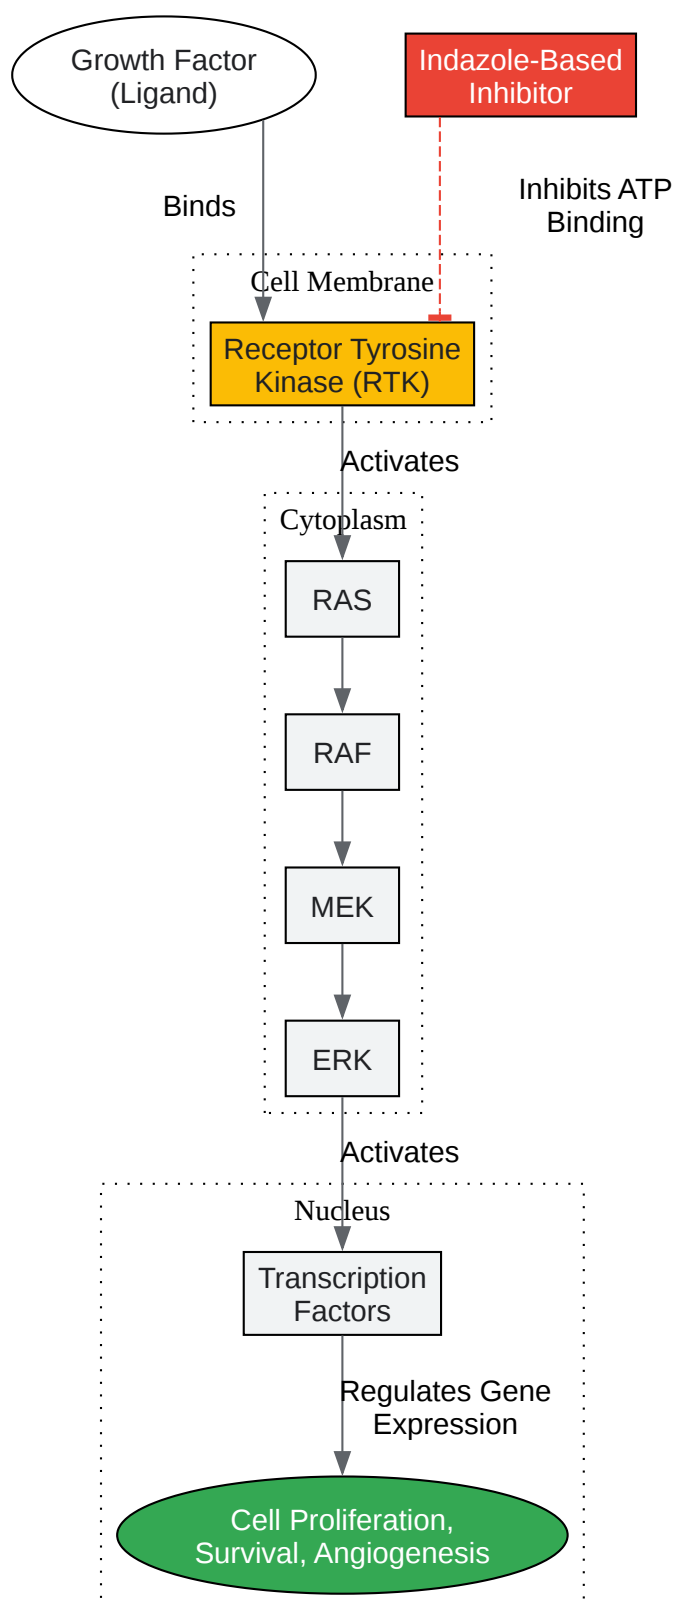 Growth Factor
(Ligand)
Indazole-Based
Inhibitor
Binds
Inhibits ATP
Binding
Cell Membrane
Receptor Tyrosine
Kinase (RTK)
Activates
Cytoplasm
RAS
RAF
MEK
ERK
Activates
Nucleus
Transcription
Factors
Regulates Gene
Expression
Cell Proliferation,
Survival, Angiogenesis